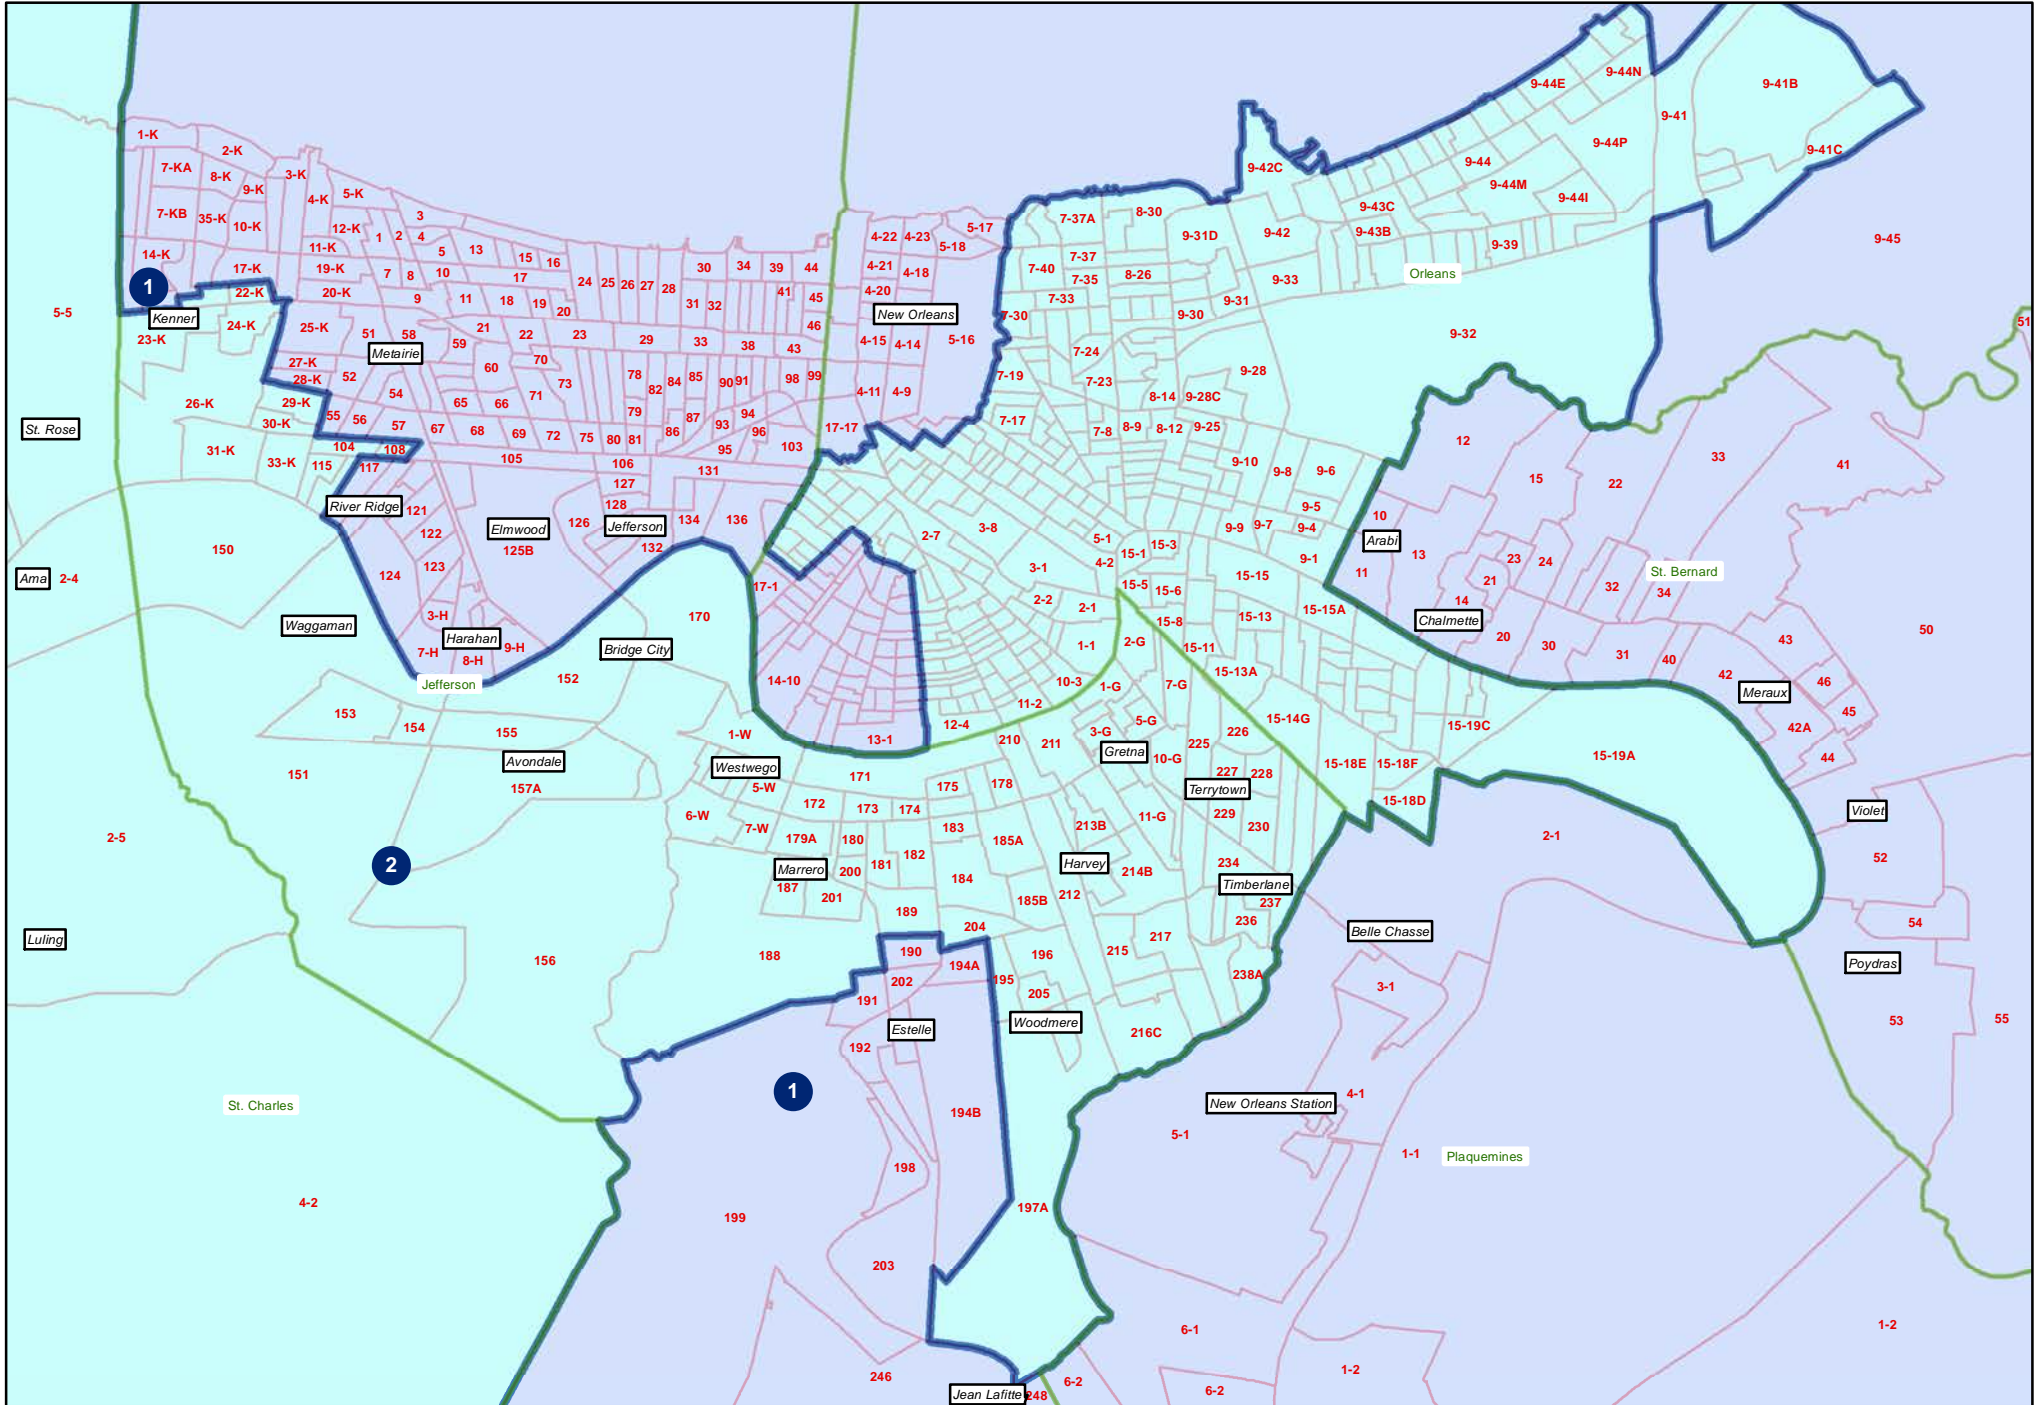 9-44E
9-44N
9-41B
9-41
1-K
2-K
7-KA
8-K
3-K
9-K
4-K
5-K
9-42C
9-44
9-44P
9-41C
9-44M
9-44I
7-KB
35-K
10-K
12-K
3
1
2
4
11-K
5
13
4-22
4-23
5-17
5-18
7-37A
8-30
9-31D
9-42
9-43C
9-43B
9-39
9-45
14-K
17-K
19-K
7
8
10
15
16
17
30
34
39
44
4-21
4-18
7-40
7-37
7-35
8-26
9-33
Orleans
1
22-K
20-K
9
11
18
19
20
24
25
26
27
28
31
32
41
45
4-20
7-33
9-31
5-5
Kenner
23-K
24-K
25-K
51
58
21
22
23
29
33
38
43
46
New Orleans
4-15
4-14
5-16
7-30
9-30
9-32
51
Metairie
59
70
27-K
28-K
52
60
73
78
82
84
85
90
91
98
99
7-24
7-19
7-23
9-28
26-K
29-K
54
65
66
71
79
87
94
4-11
4-9
8-14
9-28C
St. Rose
30-K
55
56
57
67
68
69
72
75
80
81
86
93
96
95
103
17-17
7-17
7-8
8-9
8-12
9-25
12
31-K
33-K
104
108
115
117
105
106
131
127
9-10
9-8
9-6
15
22
33
41
River Ridge
121
128
126
Elmwood
Jefferson
134
136
122
132
125B
150
2-7
3-8
5-1
4-2
15-1
15-3
9-9
9-7
9-5
9-4
9-1
10
Arabi
13
11
Ama
2-4
124
123
17-1
3-1
2-2
2-1
15-5
15-6
15-15
15-15A
23
24
21
14
32
34
St. Bernard
Waggaman
3-H
Harahan
7-H
8-H
9-H
170
Bridge City
1-1
2-G
15-8
15-13
15-11
Chalmette
20
30
31
40
43
50
Jefferson
152
14-10
10-3
1-G
7-G
15-13A
42
Meraux
46
45
153
154
155
1-W
13-1
12-4
11-2
210
211
3-G
5-G
Gretna
10-G
225
226
15-14G
15-19C
42A
44
Avondale
151
157A
Westwego
5-W
171
175
178
227
228
Terrytown
15-18E
15-18F
15-18D
15-19A
6-W
7-W
172
173
174
179A
180
183
185A
213B
11-G
229
230
Violet
2-5
2
182
181
Marrero
200
187
201
184
Harvey
214B
234
Timberlane
2-1
52
Luling
189
185B
212
237
236
Belle Chasse
54
204
188
190
194A
196
215
217
Poydras
156
202
191
195
205
238A
3-1
53
55
Estelle
Woodmere
216C
192
St. Charles
1
194B
New Orleans Station
4-1
5-1
1-1
Plaquemines
198
4-2
199
197A
203
6-1
1-2
246
Jean Lafitte
248
6-2
6-2
1-2